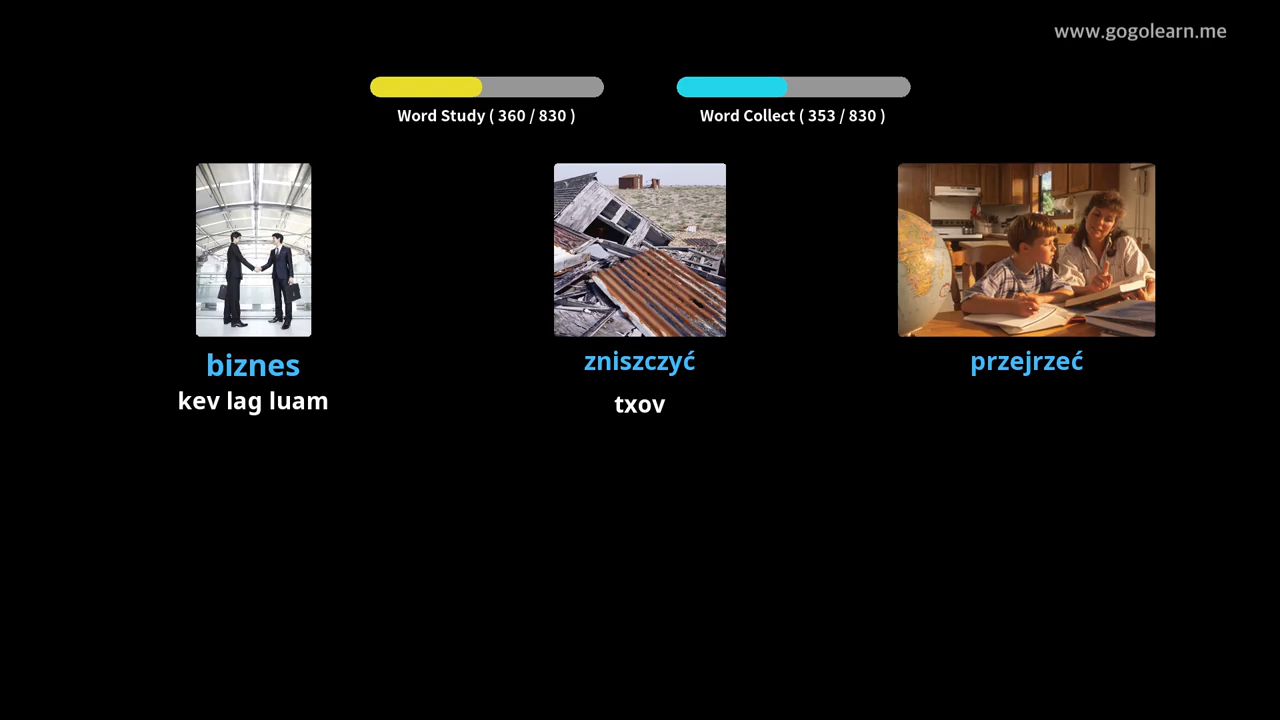 www.gogolearn.me
Word Study ( 360 / 830 )
Word Collect ( 353 / 830 )
biznes
kev lag luam
zniszczyć
txov
przejrzeć